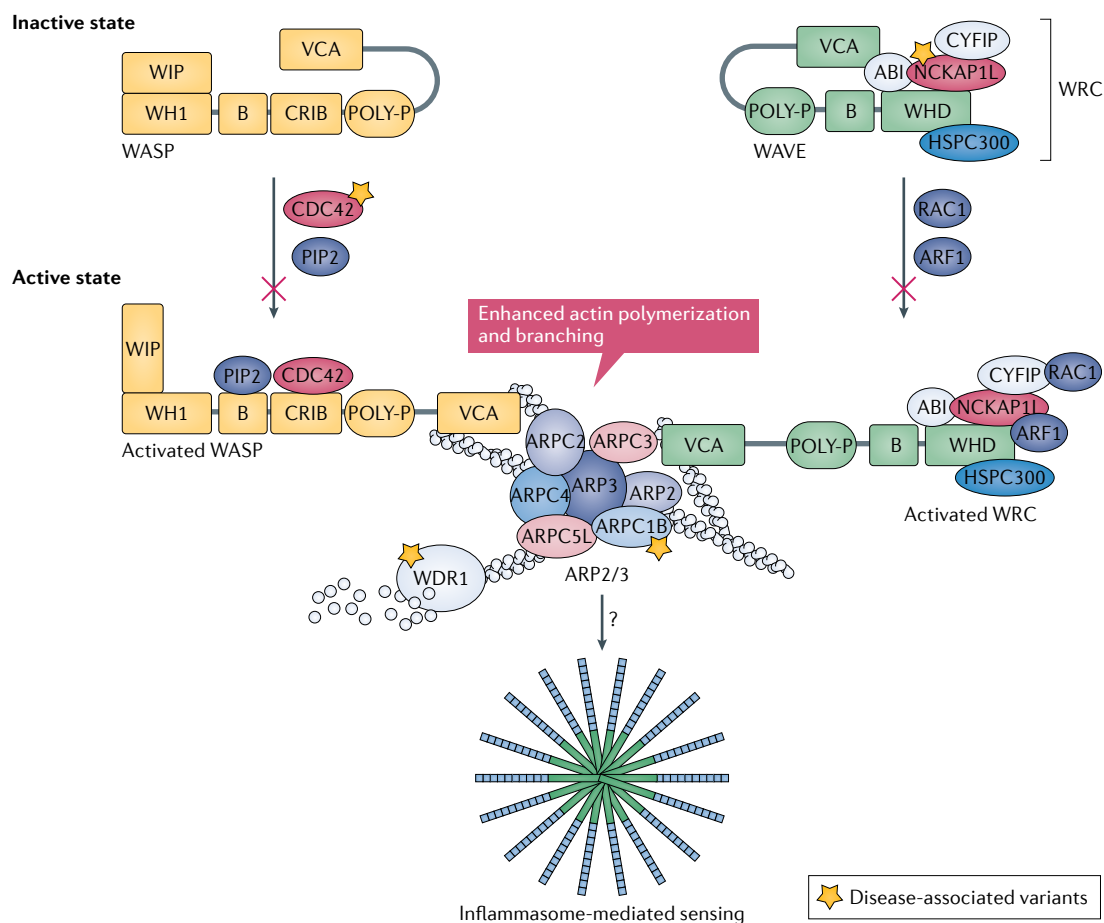 Inactive state
VCA
WIP
WH1
B
CRIB
POLY-P
WASP
VCA
CYFIP
ABI
NCKAP1L
POLY-P
B
WHD
HSPC300
WAVE
WRC
CDC42
PIP2
RAC1
ARF1
Active state
Enhanced actin polymerization
and branching
WIP
PIP2
CDC42
WH1
B
CRIB
POLY-P
VCA
Activated WASP
ARPC2
ARPC3
ARP3
ARPC4
ARP2
ARPC1B
ARPC5L
ARP2/3
WDR1
CYFIP
RAC1
ABI
NCKAP1L
ARF1
VCA
POLY-P
B
WHD
HSPC300
Activated WRC
?
Inflammasome-mediated sensing
Disease-associated variants